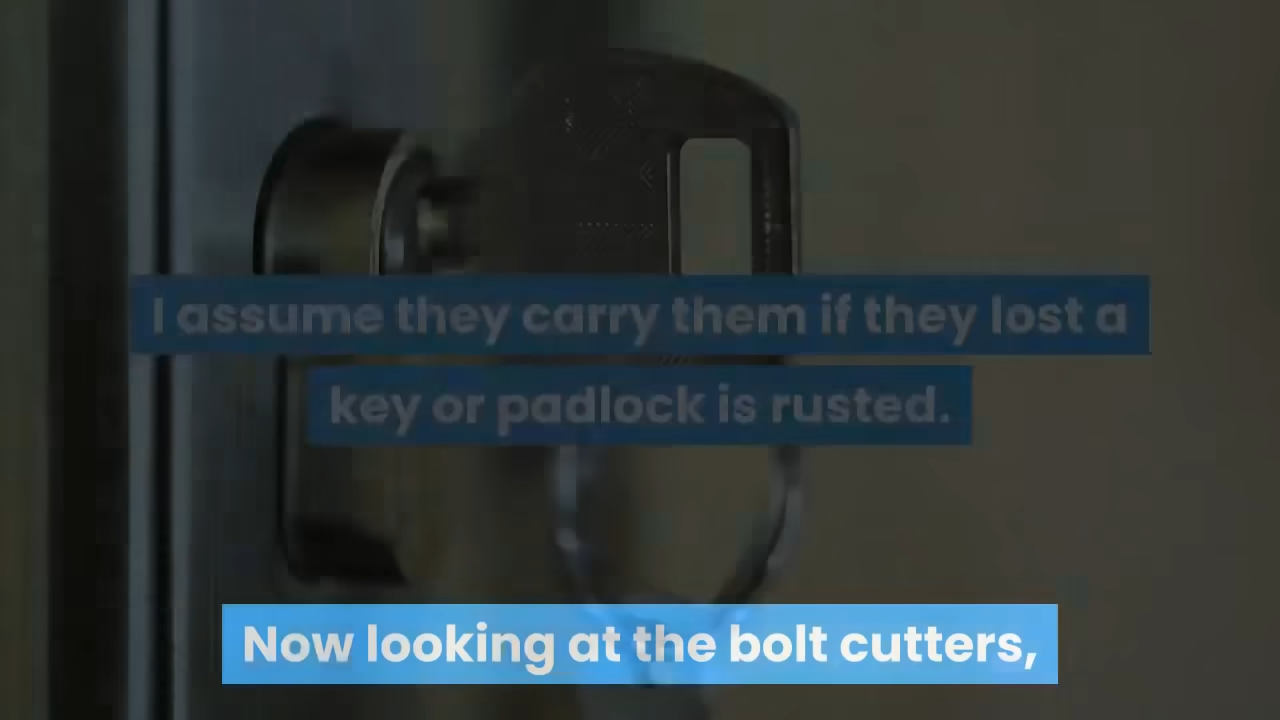 I assume they carry them if they lost a
key or padlock is rusted.
Now looking at the bolt cutters,